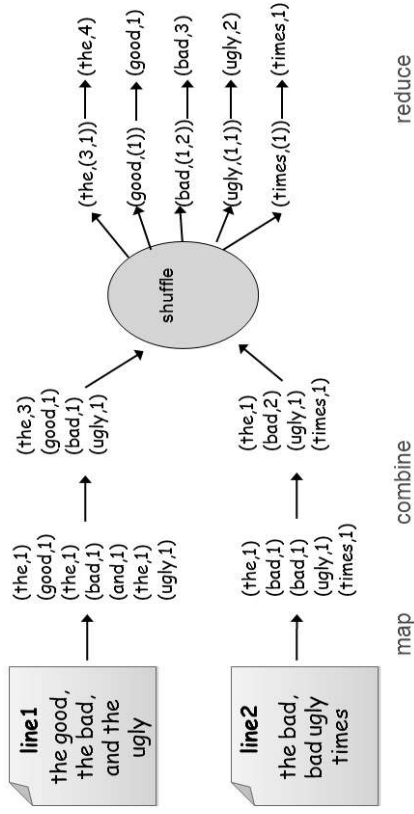 line1
the good,
the bad,
and the
ugly
(the,1)
(good,1)
(the,1)
(bad,1)
(and,1)
(the,1)
(ugly,1)
(the,3)
(good,1)
(bad,1)
(ugly,1)
line2
the bad,
bad ugly
times
(the,1)
(bad,1)
(bad,1)
(ugly,1)
(times,1)
(the,1)
(bad,2)
(ugly,1)
(times,1)
shuffle
(the,(3,1)) (the,4)
(good,(1)) (good,1)
(bad,(1,2)) (bad,3)
(ugly,(1,1)) (ugly,2)
(times,(1)) (times,1)
map combine reduce